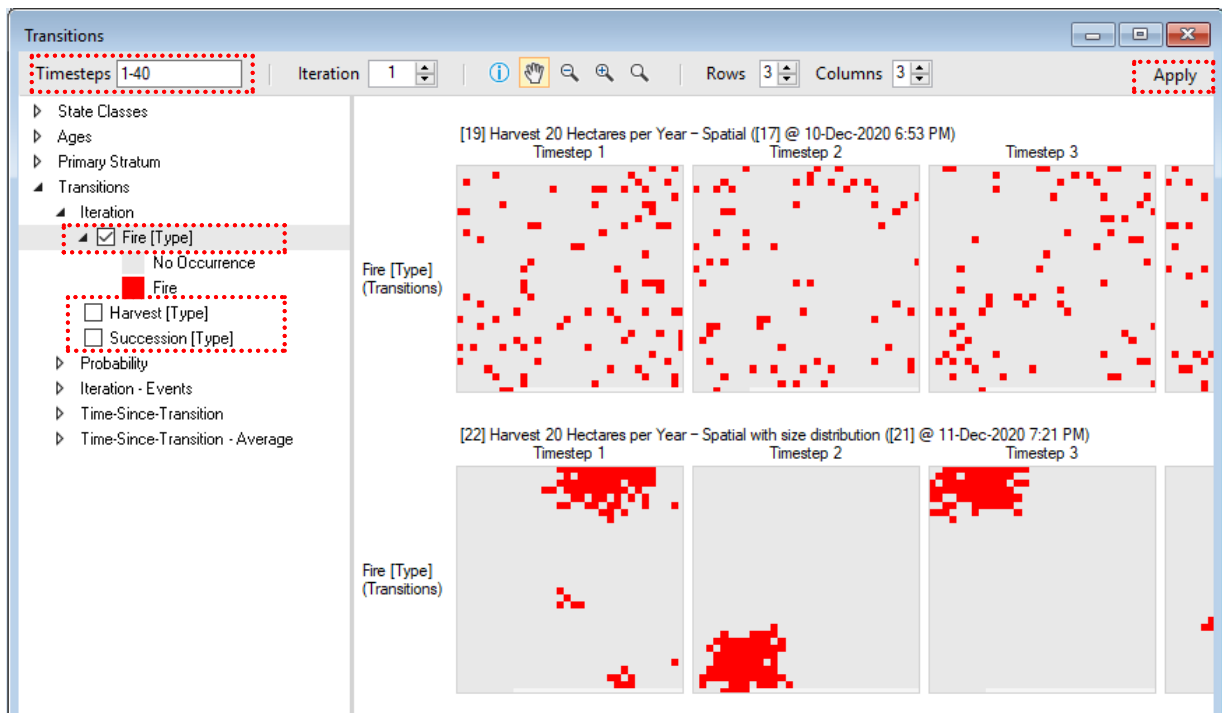 Transitions
Timesteps 1-40 Iteration 1 Rows 3 Columns 3 Apply
State Classes
Ages
Primary Stratum
Transitions
Iteration
Fire [Type]
No Occurrence
Fire
Harvest [Type]
Succession [Type]
Probability
Iteration - Events
Time-Since-Transition
Time-Since-Transition - Average
[19] Harvest 20 Hectares per Year – Spatial ([17] @ 10-Dec-2020 6:53 PM)
Timestep 1 Timestep 2 Timestep 3
Fire [Type]
(Transitions)
[22] Harvest 20 Hectares per Year – Spatial with size distribution ([21] @ 11-Dec-2020 7:21 PM)
Timestep 1 Timestep 2 Timestep 3
Fire [Type]
(Transitions)